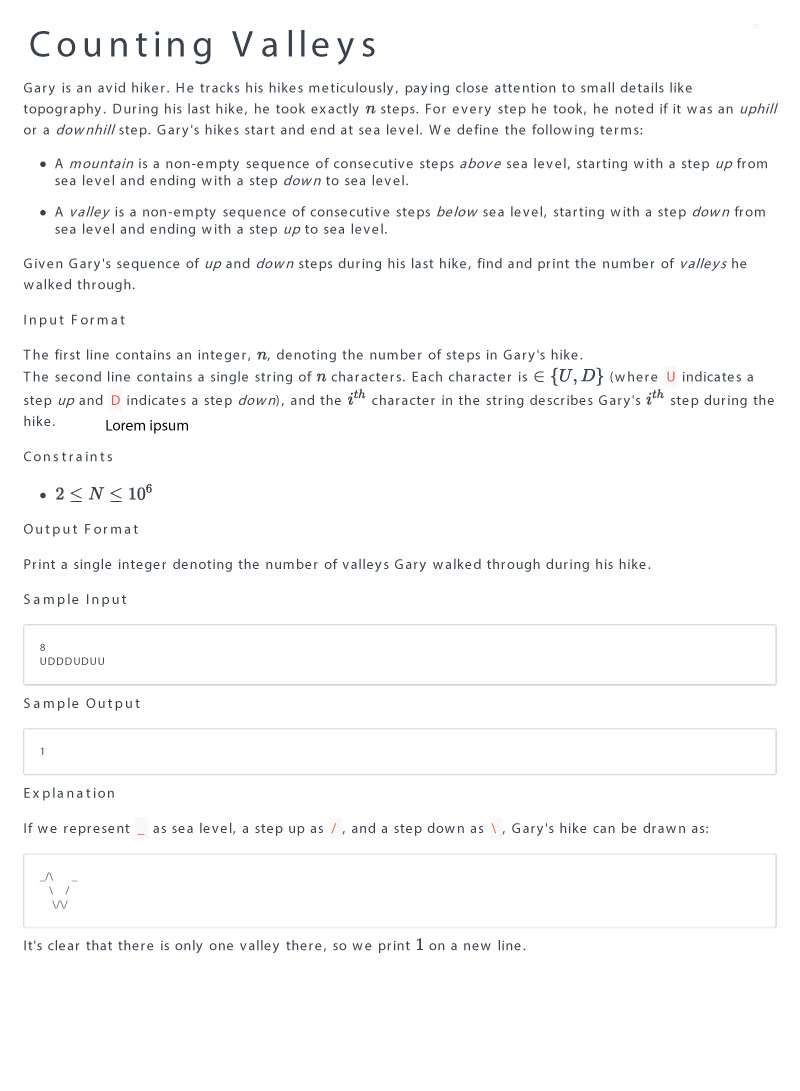 Counting Valleys
Gary is an avid hiker. He tracks his hikes meticulously, paying close attention to small details like
topography. During his last hike, he took exactly n steps. For every step he took, he noted if it was an uphill
or a downhill step. Gary's hikes start and end at sea level. We define the following terms:
• A mountain is a non-empty sequence of consecutive steps above sea level, starting with a step up from
sea level and ending with a step down to sea level.
• A valley is a non-empty sequence of consecutive steps below sea level, starting with a step down from
sea level and ending with a step up to sea level.
Given Gary's sequence of up and down steps during his last hike, find and print the number of valleys he
walked through.
Input Format
The first line contains an integer, n, denoting the number of steps in Gary's hike.
The second line contains a single string of n characters. Each character is ∈ {U, D} (where U indicates a
step up and D indicates a step down), and the i^th character in the string describes Gary's i^th step during the
hike.
Lorem ipsum
Constraints
• 2 ≤ N ≤ 10^6
Output Format
Print a single integer denoting the number of valleys Gary walked through during his hike.
Sample Input
8
UDDDUDUU
Sample Output
1
Explanation
If we represent _ as sea level, a step up as /, and a step down as \, Gary's hike can be drawn as:
_/\      _
   \    /
    \/\/
It's clear that there is only one valley there, so we print 1 on a new line.